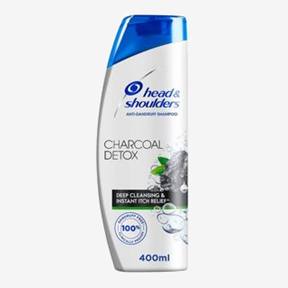 head &
shoulders
ANTI-DANDRUFF SHAMPOO
CHARCOAL
DETOX
DEEP CLEANSING &
INSTANT ITCH RELIEF
100%
400ml